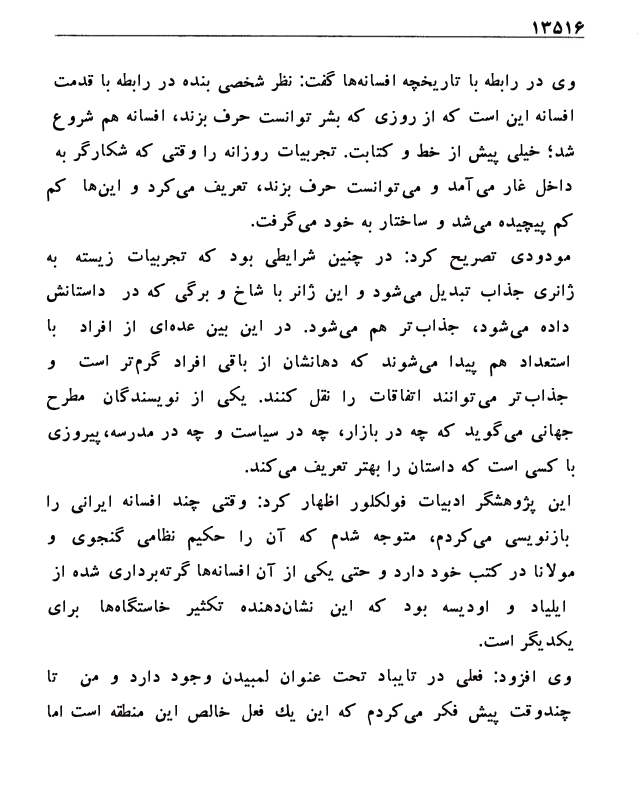 ۱۳۵۱۶
وی در رابطه با تاریخچه افسانه‌ها گفت: نظر شخصی بنده در رابطه با قدمت
افسانه این است که از روزی که بشر توانست حرف بزند، افسانه هم شروع
شد؛ خیلی پیش از خط و کتابت. تجربیات روزانه را وقتی که شکارگر به
داخل غار می‌آمد و می‌توانست حرف بزند، تعریف می‌کرد و این‌ها کم
کم پیچیده می‌شد و ساختار به خود می‌گرفت.
مودودی تصریح کرد: در چنین شرایطی بود که تجربیات زیسته به
ژانری جذاب تبدیل می‌شود و این ژانر با شاخ و برگی که در داستانش
داده می‌شود، جذاب‌تر هم می‌شود. در این بین عده‌ای از افراد با
استعداد هم پیدا می‌شوند که دهانشان از باقی افراد گرم‌تر است و
جذاب‌تر می‌توانند اتفاقات را نقل کنند. یکی از نویسندگان مطرح
جهانی می‌گوید که چه در بازار، چه در سیاست و چه در مدرسه، پیروزی
با کسی است که داستان را بهتر تعریف می‌کند.
این پژوهشگر ادبیات فولکلور اظهار کرد: وقتی چند افسانه ایرانی را
بازنویسی می‌کردم، متوجه شدم که آن را حکیم نظامی گنجوی و
مولانا در کتب خود دارد و حتی یکی از آن افسانه‌ها گرته‌برداری شده از
ایلیاد و اودیسه بود که این نشان‌دهنده تکثیر خاستگاه‌ها برای
یکدیگر است.
وی افزود: فعلی در تایباد تحت عنوان لمبیدن وجود دارد و من تا
چندوقت پیش فکر می‌کردم که این یك فعل خالص این منطقه است اما